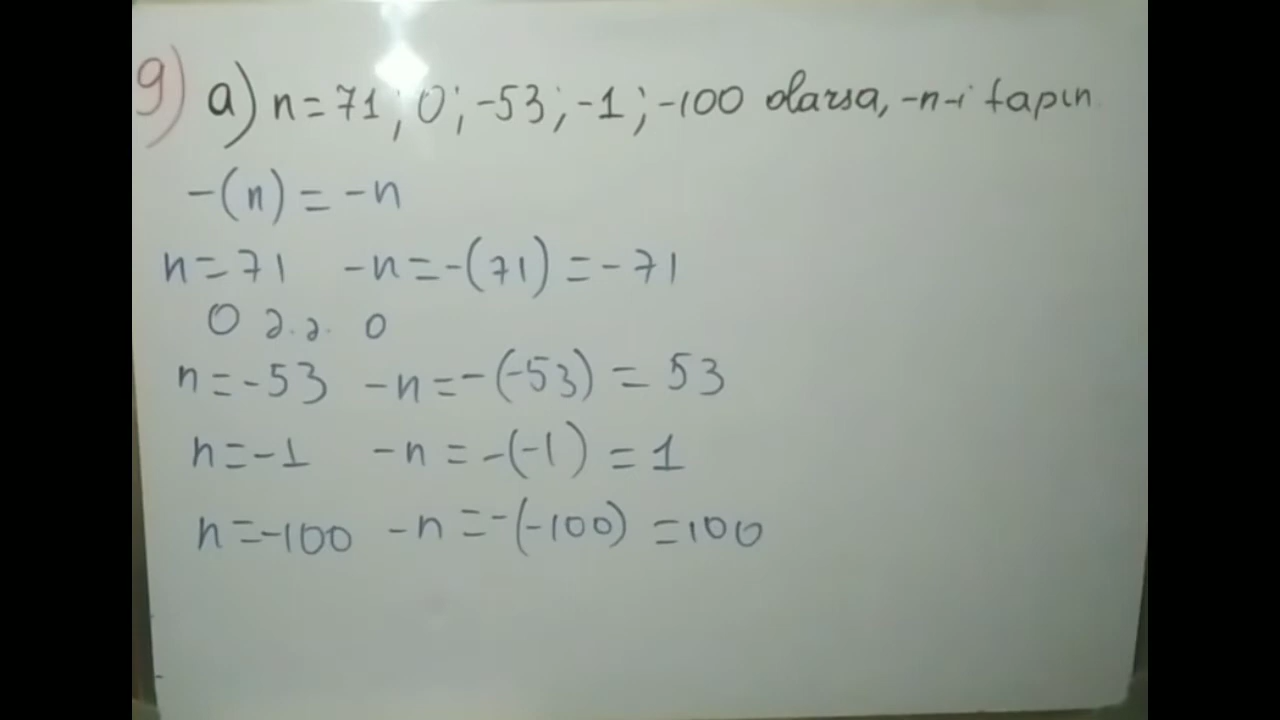 9) a) n=71; 0; -53; -1; -100 olarsa, -n-i tapın
-(n) = -n
n=71 -n=-(71)=-71
0 ə.ə. 0
n=-53 -n=-(-53)=53
n=-1 -n=-(-1)=1
n=-100 -n=-(-100)=100